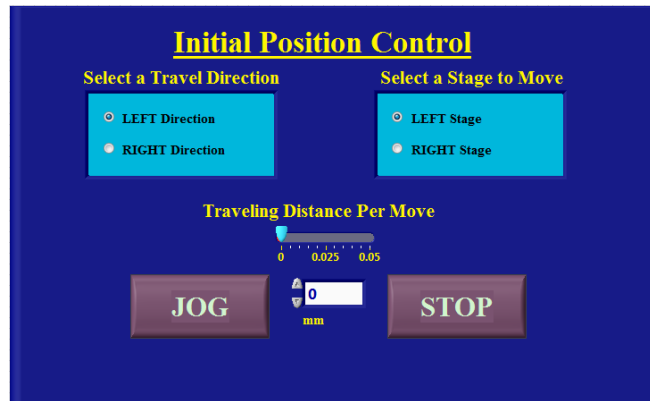 Initial Position Control
Select a Travel Direction
Select a Stage to Move
LEFT Direction
RIGHT Direction
LEFT Stage
RIGHT Stage
Traveling Distance Per Move
0 0.025 0.05
JOG
0
mm
STOP